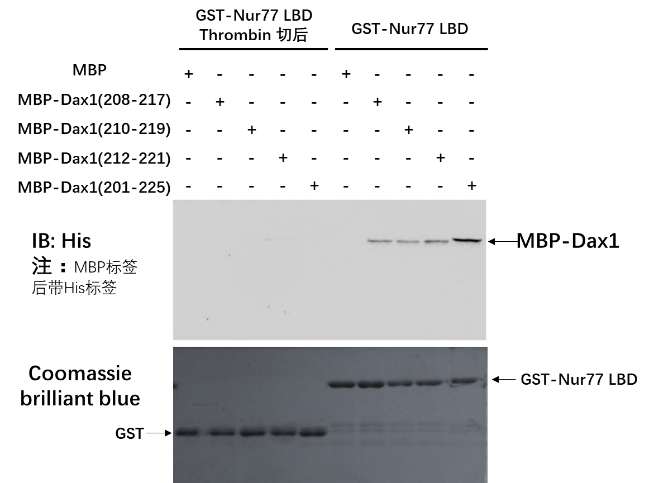 GST-Nur77 LBD
Thrombin 切后
GST-Nur77 LBD
MBP + - - - - + - - - -
MBP-Dax1(208-217) - + - - - - + - - -
MBP-Dax1(210-219) - - + - - - - + - -
MBP-Dax1(212-221) - - - + - - - - + -
MBP-Dax1(201-225) - - - - + - - - - +
IB: His
注：MBP标签
后带His标签
MBP-Dax1
Coomassie
brilliant blue
GST-Nur77 LBD
GST